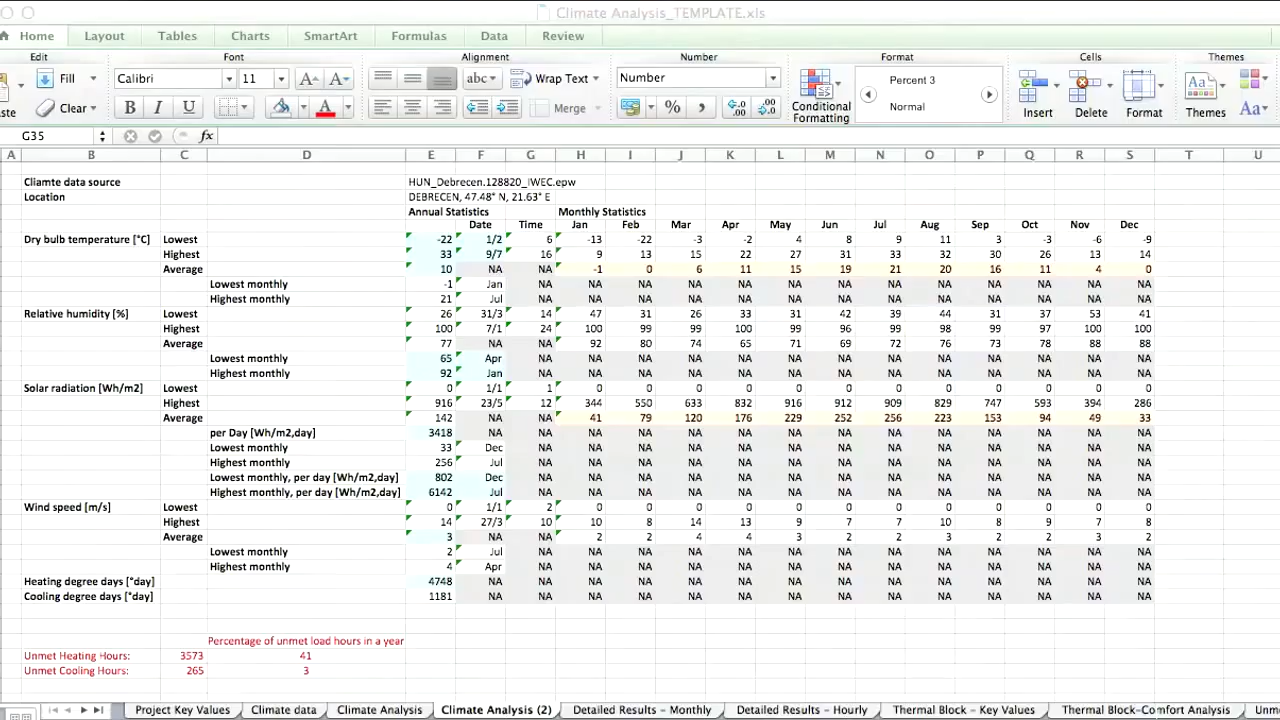 Climate Analysis_TEMPLATE.xls
Home Layout Tables Charts SmartArt Formulas Data Review
Edit Font Alignment Number Format Cells Themes
Fill Calibri 11 A A abc Wrap Text Number Percent 3
Clear B I U A Merge % Normal Conditional Formatting Insert Delete Format Themes Aa
G35 fx
A B C D E F G H I J K L M N O P Q R S T U
Cliamte data source HUN_Debrecen.128820_IWEC.epw
Location DEBRECEN, 47.48° N, 21.63° E
Annual Statistics Monthly Statistics
Date Time Jan Feb Mar Apr May Jun Jul Aug Sep Oct Nov Dec
Dry bulb temperature [°C] Lowest -22 1/2 6 -13 -22 -3 -2 4 8 9 11 3 -3 -6 -9
Highest 33 9/7 16 9 13 15 22 27 31 33 32 30 26 13 14
Average 10 NA NA -1 0 6 11 15 19 21 20 16 11 4 0
Lowest monthly -1 Jan NA NA NA NA NA NA NA NA NA NA NA NA NA
Highest monthly 21 Jul NA NA NA NA NA NA NA NA NA NA NA NA NA
Relative humidity [%] Lowest 26 31/3 14 47 31 26 33 31 42 39 44 31 37 53 41
Highest 100 7/1 24 100 99 99 100 99 96 99 98 99 97 100 100
Average 77 NA NA 92 80 74 65 71 69 72 76 73 78 88 88
Lowest monthly 65 Apr NA NA NA NA NA NA NA NA NA NA NA NA NA
Highest monthly 92 Jan NA NA NA NA NA NA NA NA NA NA NA NA NA
Solar radiation [Wh/m2] Lowest 0 1/1 1 0 0 0 0 0 0 0 0 0 0 0 0
Highest 916 23/5 12 344 550 633 832 916 912 909 829 747 593 394 286
Average 142 NA NA 41 79 120 176 229 252 256 223 153 94 49 33
per Day [Wh/m2,day] 3418 NA NA NA NA NA NA NA NA NA NA NA NA NA NA
Lowest monthly 33 Dec NA NA NA NA NA NA NA NA NA NA NA NA NA
Highest monthly 256 Jul NA NA NA NA NA NA NA NA NA NA NA NA NA
Lowest monthly, per day [Wh/m2,day] 802 Dec NA NA NA NA NA NA NA NA NA NA NA NA NA
Highest monthly, per day [Wh/m2,day] 6142 Jul NA NA NA NA NA NA NA NA NA NA NA NA NA
Wind speed [m/s] Lowest 0 1/1 2 0 0 0 0 0 0 0 0 0 0 0 0
Highest 14 27/3 10 10 8 14 13 9 7 7 10 8 9 7 8
Average 3 NA NA 2 2 4 4 3 2 2 3 2 2 3 2
Lowest monthly 2 Jul NA NA NA NA NA NA NA NA NA NA NA NA NA
Highest monthly 4 Apr NA NA NA NA NA NA NA NA NA NA NA NA NA
Heating degree days [°day] 4748 NA NA NA NA NA NA NA NA NA NA NA NA NA NA
Cooling degree days [°day] 1181 NA NA NA NA NA NA NA NA NA NA NA NA NA NA
Percentage of unmet load hours in a year
Unmet Heating Hours: 3573 41
Unmet Cooling Hours: 265 3
Project Key Values Climate data Climate Analysis Climate Analysis (2) Detailed Results - Monthly Detailed Results - Hourly Thermal Block - Key Values Thermal Block-Comfort Analysis